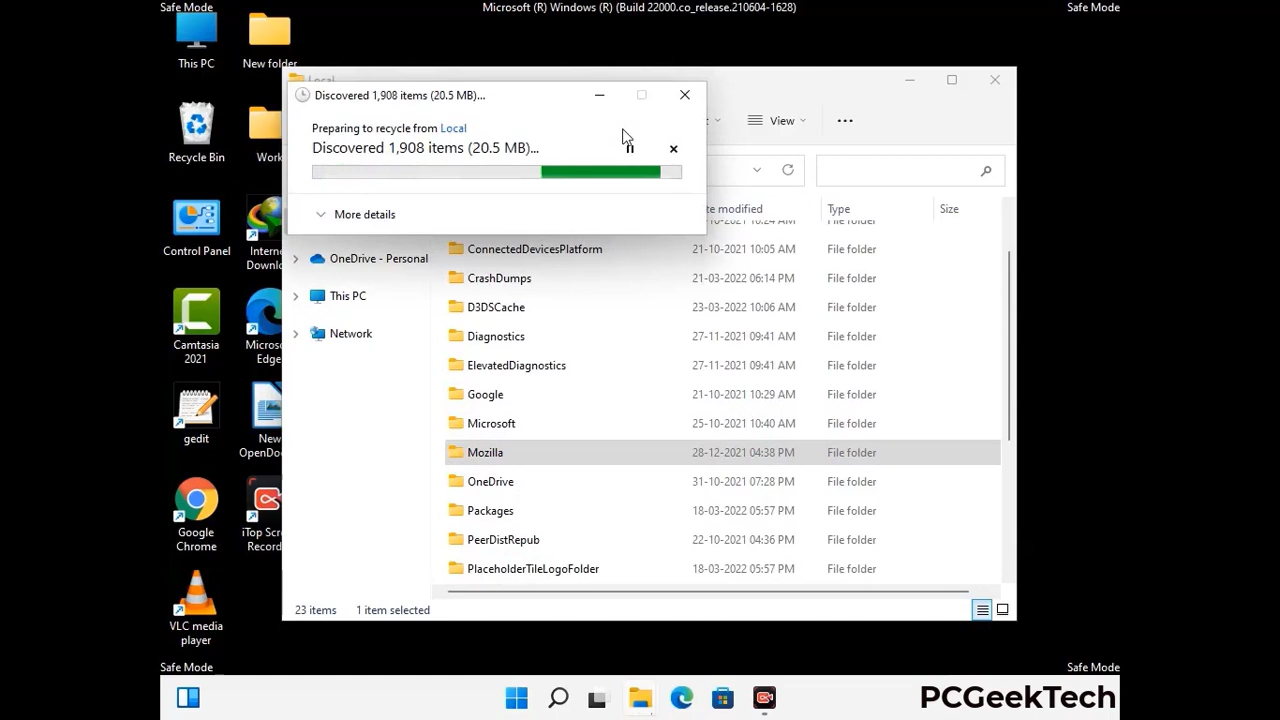 Safe Mode
Microsoft (R) Windows (R) (Build 22000.co_release.210604-1628)
Safe Mode
This PC
New folder
Recycle Bin
Work
Control Panel
Intern
Downlo
Camtasia
2021
Micros
Edge
gedit
New
OpenDo
Google
Chrome
iTop Scr
Record
VLC media
player
Local
Discovered 1,908 items (20.5 MB)...
Preparing to recycle from Local
Discovered 1,908 items (20.5 MB)...
More details
View
te modified
Type
Size
File folder
OneDrive - Personal
This PC
Network
ConnectedDevicesPlatform 21-10-2021 10:05 AM File folder
CrashDumps 21-03-2022 06:14 PM File folder
D3DSCache 23-03-2022 10:06 AM File folder
Diagnostics 27-11-2021 09:41 AM File folder
ElevatedDiagnostics 27-11-2021 09:41 AM File folder
Google 21-10-2021 10:29 AM File folder
Microsoft 25-10-2021 10:40 AM File folder
Mozilla 28-12-2021 04:38 PM File folder
OneDrive 31-10-2021 07:28 PM File folder
Packages 18-03-2022 05:57 PM File folder
PeerDistRepub 22-10-2021 04:36 PM File folder
PlaceholderTileLogoFolder 18-03-2022 05:57 PM File folder
23 items
1 item selected
Safe Mode
Safe Mode
PCGeekTech